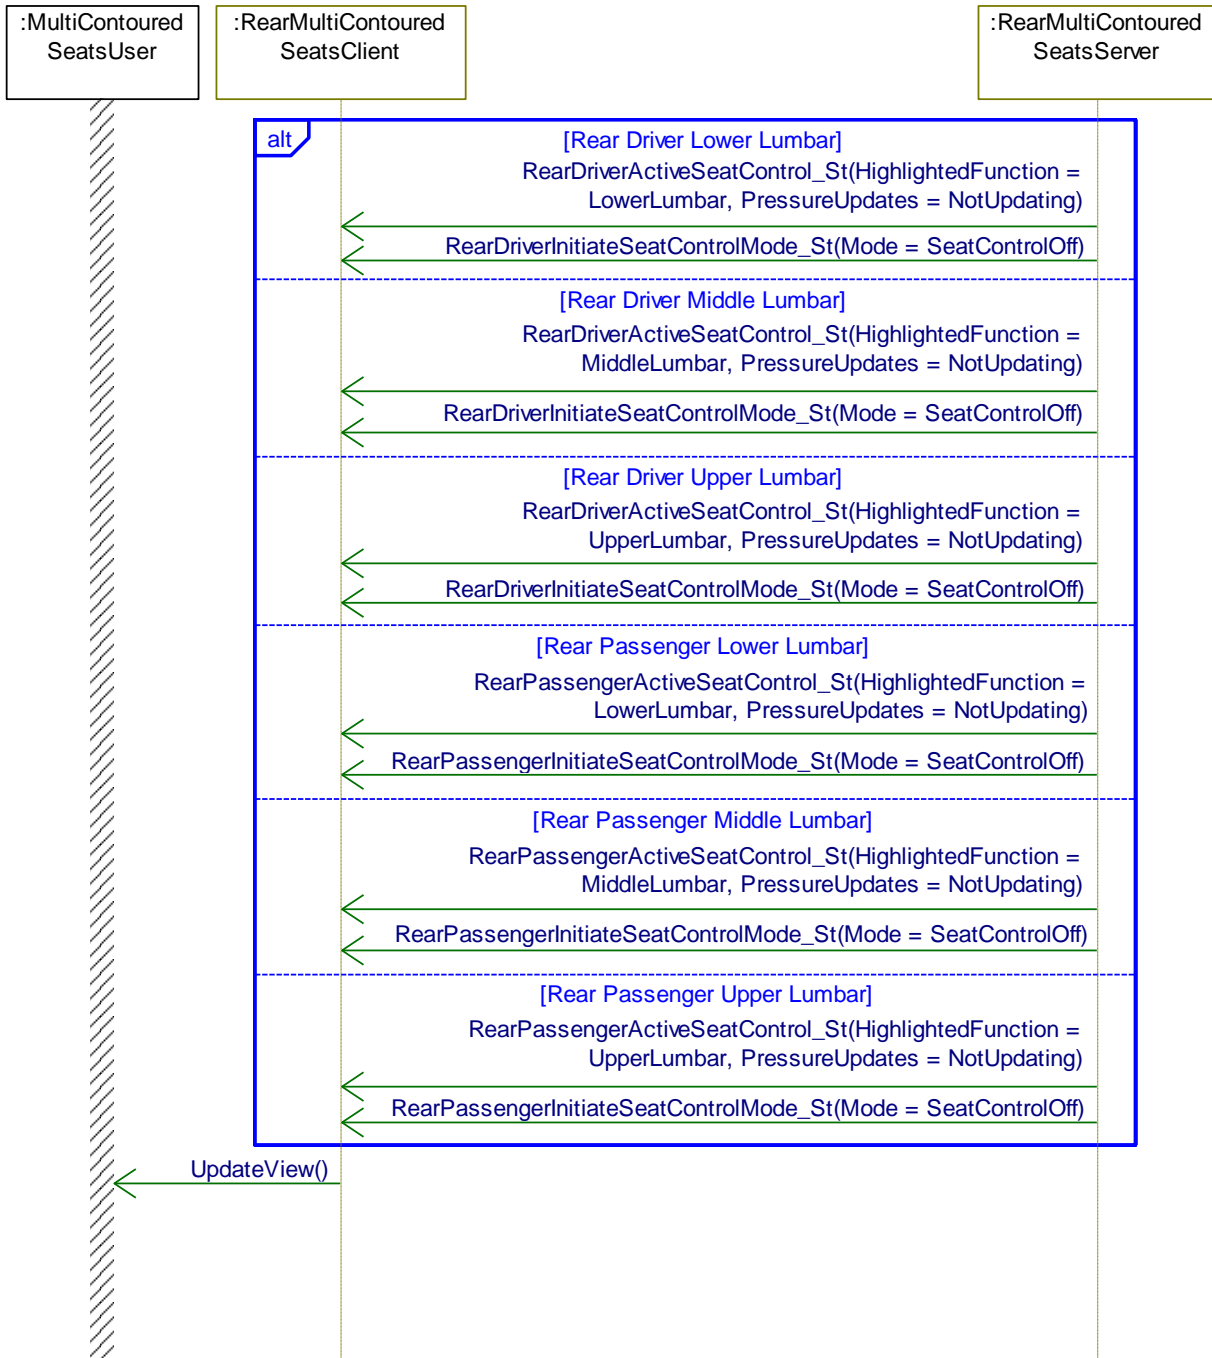 :MultiContoured
SeatsUser
:RearMultiContoured
SeatsClient
:RearMultiContoured
SeatsServer
alt
[Rear Driver Lower Lumbar]
RearDriverActiveSeatControl_St(HighlightedFunction =
LowerLumbar, PressureUpdates = NotUpdating)
RearDriverInitiateSeatControlMode_St(Mode = SeatControlOff)
[Rear Driver Middle Lumbar]
RearDriverActiveSeatControl_St(HighlightedFunction =
MiddleLumbar, PressureUpdates = NotUpdating)
RearDriverInitiateSeatControlMode_St(Mode = SeatControlOff)
[Rear Driver Upper Lumbar]
RearDriverActiveSeatControl_St(HighlightedFunction =
UpperLumbar, PressureUpdates = NotUpdating)
RearDriverInitiateSeatControlMode_St(Mode = SeatControlOff)
[Rear Passenger Lower Lumbar]
RearPassengerActiveSeatControl_St(HighlightedFunction =
LowerLumbar, PressureUpdates = NotUpdating)
RearPassengerInitiateSeatControlMode_St(Mode = SeatControlOff)
[Rear Passenger Middle Lumbar]
RearPassengerActiveSeatControl_St(HighlightedFunction =
MiddleLumbar, PressureUpdates = NotUpdating)
RearPassengerInitiateSeatControlMode_St(Mode = SeatControlOff)
[Rear Passenger Upper Lumbar]
RearPassengerActiveSeatControl_St(HighlightedFunction =
UpperLumbar, PressureUpdates = NotUpdating)
RearPassengerInitiateSeatControlMode_St(Mode = SeatControlOff)
UpdateView()